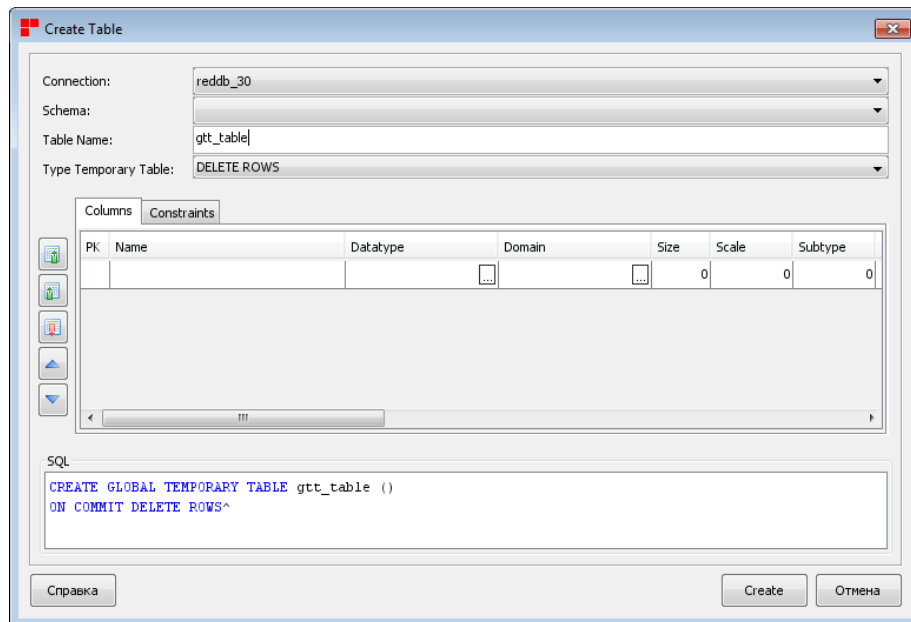 Create Table
Connection: reddb_30
Schema:
Table Name: gtt_table
Type Temporary Table: DELETE ROWS
Columns Constraints
PK Name Datatype Domain Size Scale Subtype
... ... 0 0 0
SQL
CREATE GLOBAL TEMPORARY TABLE gtt_table ()
ON COMMIT DELETE ROWS^
Справка Create Отмена